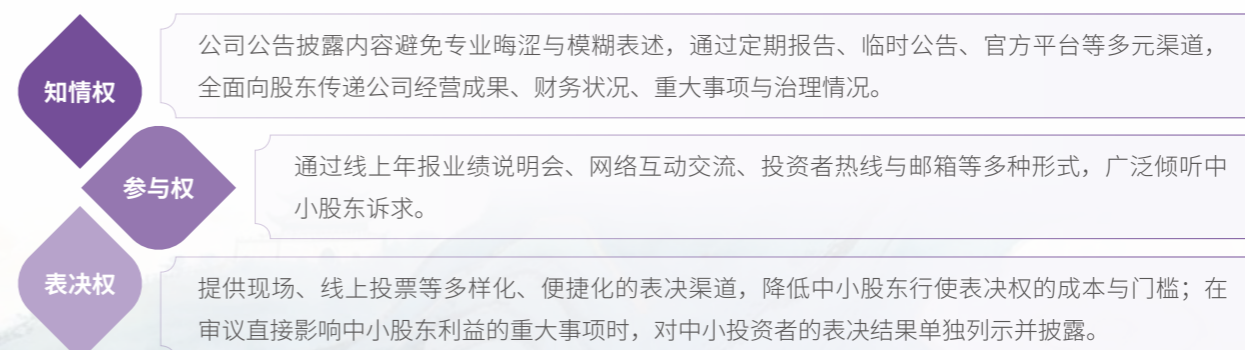 知情权
公司公告披露内容避免专业晦涩与模糊表述，通过定期报告、临时公告、官方平台等多元渠道，
全面向股东传递公司经营成果、财务状况、重大事项与治理情况。
参与权
通过线上年报业绩说明会、网络互动交流、投资者热线与邮箱等多种形式，广泛倾听中
小股东诉求。
表决权
提供现场、线上投票等多样化、便捷化的表决渠道，降低中小股东行使表决权的成本与门槛；在
审议直接影响中小股东利益的重大事项时，对中小投资者的表决结果单独列示并披露。